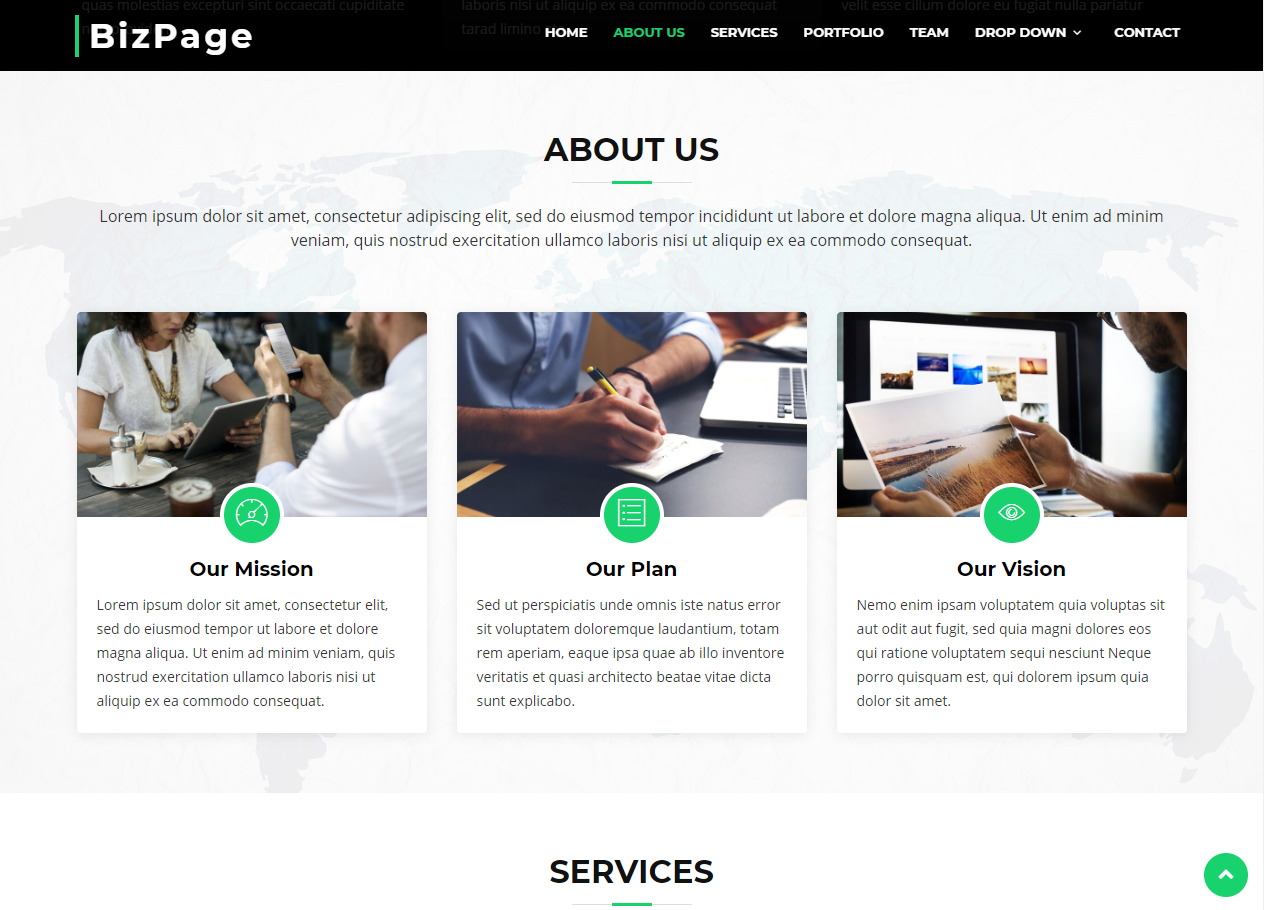 quas molestias excepturi sint occaecati cupiditate
laboris nisi ut aliquip ex ea commodo consequat
velit esse cillum dolore eu fugiat nulla pariatur
tarad limino
BizPage
HOME ABOUT US SERVICES PORTFOLIO TEAM DROP DOWN CONTACT
ABOUT US
Lorem ipsum dolor sit amet, consectetur adipiscing elit, sed do eiusmod tempor incididunt ut labore et dolore magna aliqua. Ut enim ad minim
veniam, quis nostrud exercitation ullamco laboris nisi ut aliquip ex ea commodo consequat.
Our Mission
Lorem ipsum dolor sit amet, consectetur elit,
sed do eiusmod tempor ut labore et dolore
magna aliqua. Ut enim ad minim veniam, quis
nostrud exercitation ullamco laboris nisi ut
aliquip ex ea commodo consequat.
Our Plan
Sed ut perspiciatis unde omnis iste natus error
sit voluptatem doloremque laudantium, totam
rem aperiam, eaque ipsa quae ab illo inventore
veritatis et quasi architecto beatae vitae dicta
sunt explicabo.
Our Vision
Nemo enim ipsam voluptatem quia voluptas sit
aut odit aut fugit, sed quia magni dolores eos
qui ratione voluptatem sequi nesciunt Neque
porro quisquam est, qui dolorem ipsum quia
dolor sit amet.
SERVICES